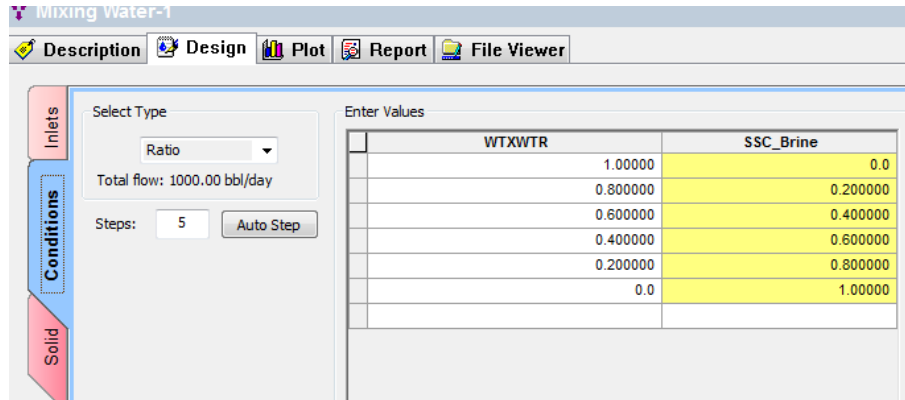 Mixing Water-1
Description Design Plot Report File Viewer
Inlets
Conditions
Solid
Select Type
Ratio
Total flow: 1000.00 bbl/day
Steps: 5 Auto Step
Enter Values
WTXWTR SSC_Brine
1.00000 0.0
0.800000 0.200000
0.600000 0.400000
0.400000 0.600000
0.200000 0.800000
0.0 1.00000